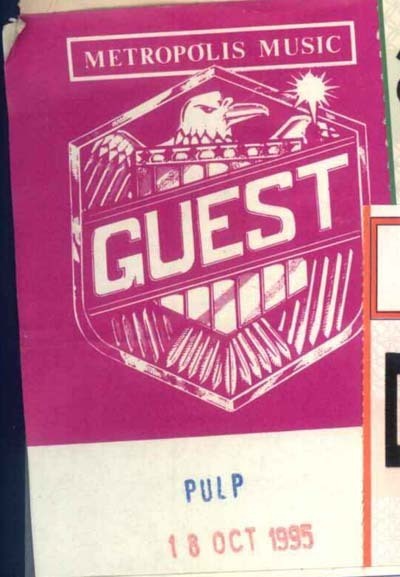 METROPOLIS MUSIC
GUEST
PULP
18 OCT 1995